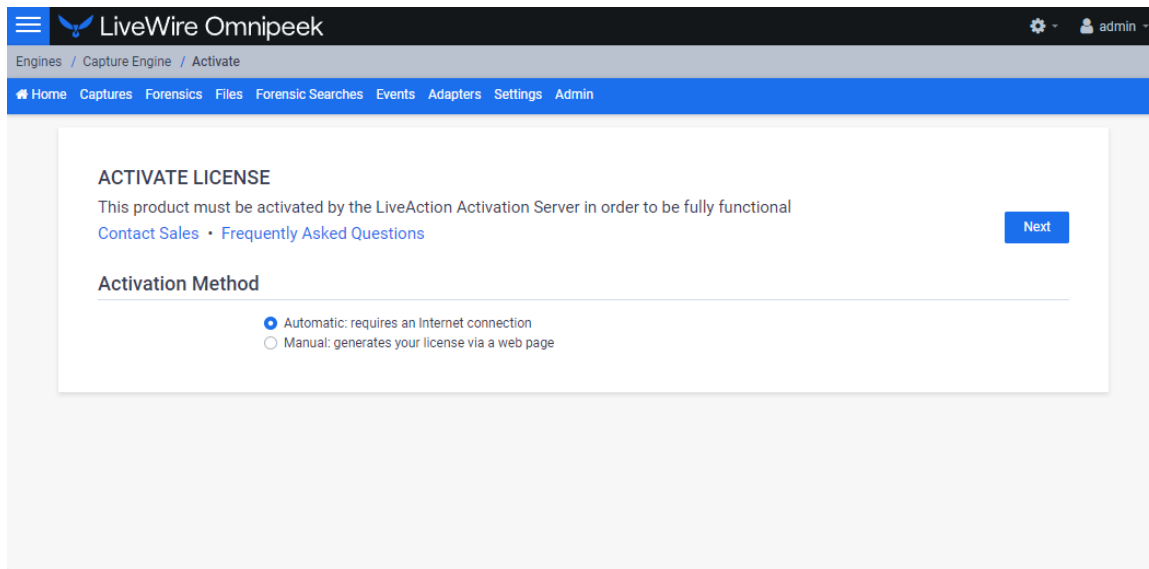 LiveWire Omnipeek
admin
Engines / Capture Engine / Activate
Home Captures Forensics Files Forensic Searches Events Adapters Settings Admin
ACTIVATE LICENSE
This product must be activated by the LiveAction Activation Server in order to be fully functional
Contact Sales • Frequently Asked Questions
Next
Activation Method
Automatic: requires an Internet connection
Manual: generates your license via a web page